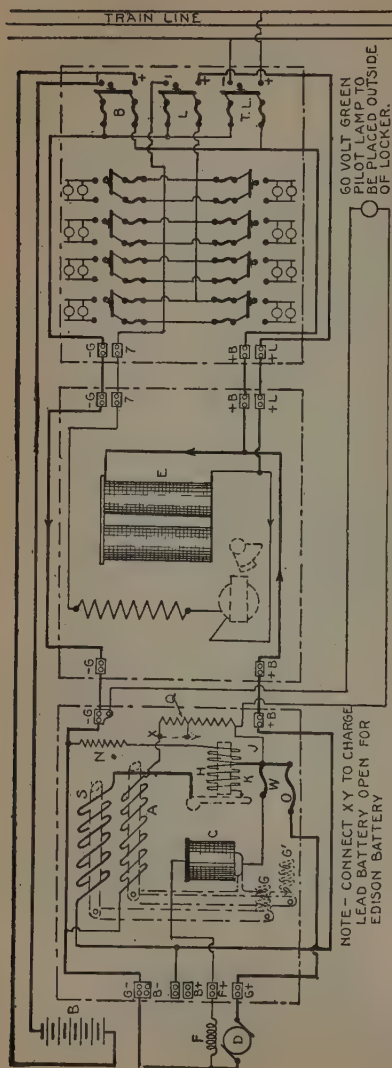 TRAIN LINE
+
+
B
L
T.L.
+
60 VOLT GREEN
PILOT LAMP TO
BE PLACED OUTSIDE
OF LOCKER.
-G
7
+B
+L
-G
7
+B
+L
E
-G
+B
-G
+B
Q
X
Y
N
S
A
H
K
J
W
O
C
G
G'
B
G-
B-
B+
F+
G+
F
D
NOTE - CONNECT XY TO CHARGE
LEAD BATTERY OPEN FOR
EDISON BATTERY